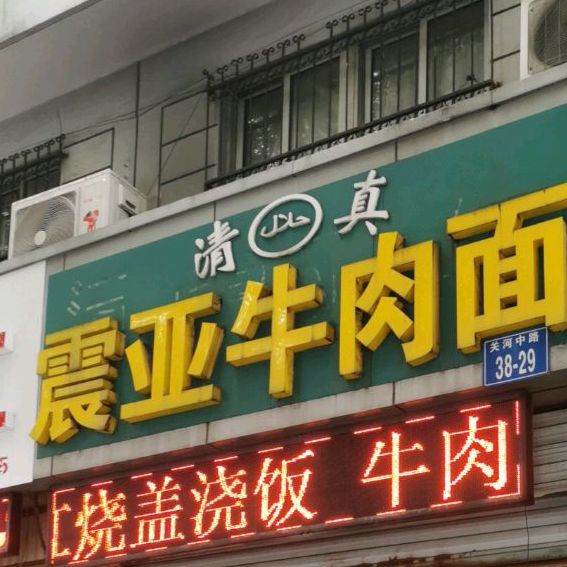 清真
震亚牛肉面
关河中路
38-29
烧盖浇饭 牛肉